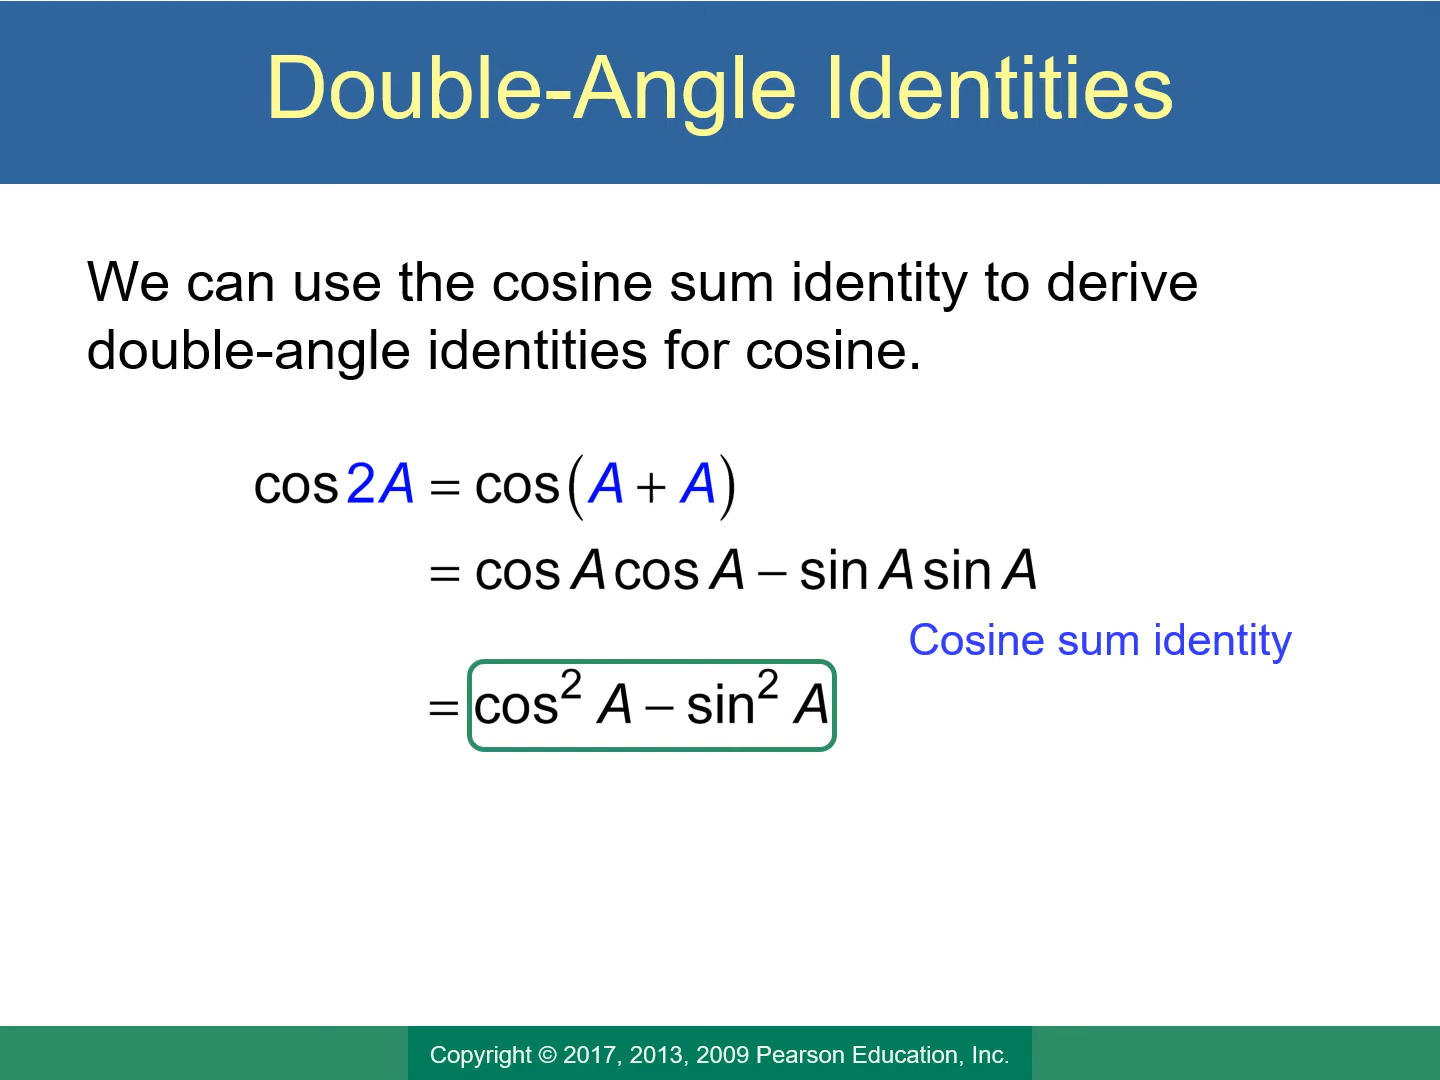 Double-Angle Identities
We can use the cosine sum identity to derive
double-angle identities for cosine.
cos 2A = cos(A + A)
= cos A cos A − sin A sin A
Cosine sum identity
= cos² A − sin² A
Copyright © 2017, 2013, 2009 Pearson Education, Inc.